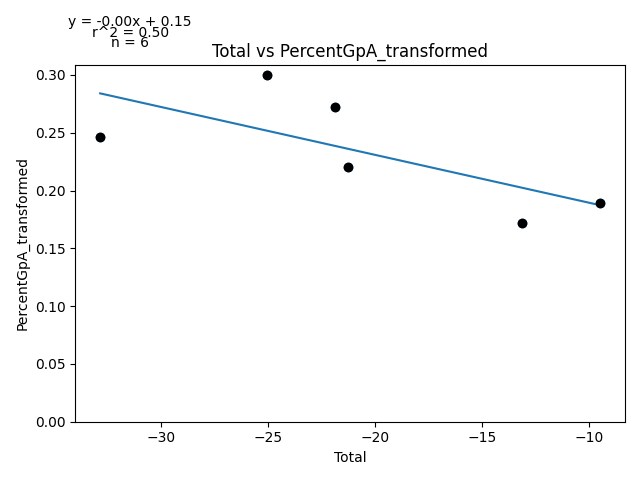 y = -0.00x + 0.15
r^2 = 0.50
n = 6
Total vs PercentGpA_transformed
PercentGpA_transformed
0.30
0.25
0.20
0.15
0.10
0.05
0.00
−30
−25
−20
−15
−10
Total